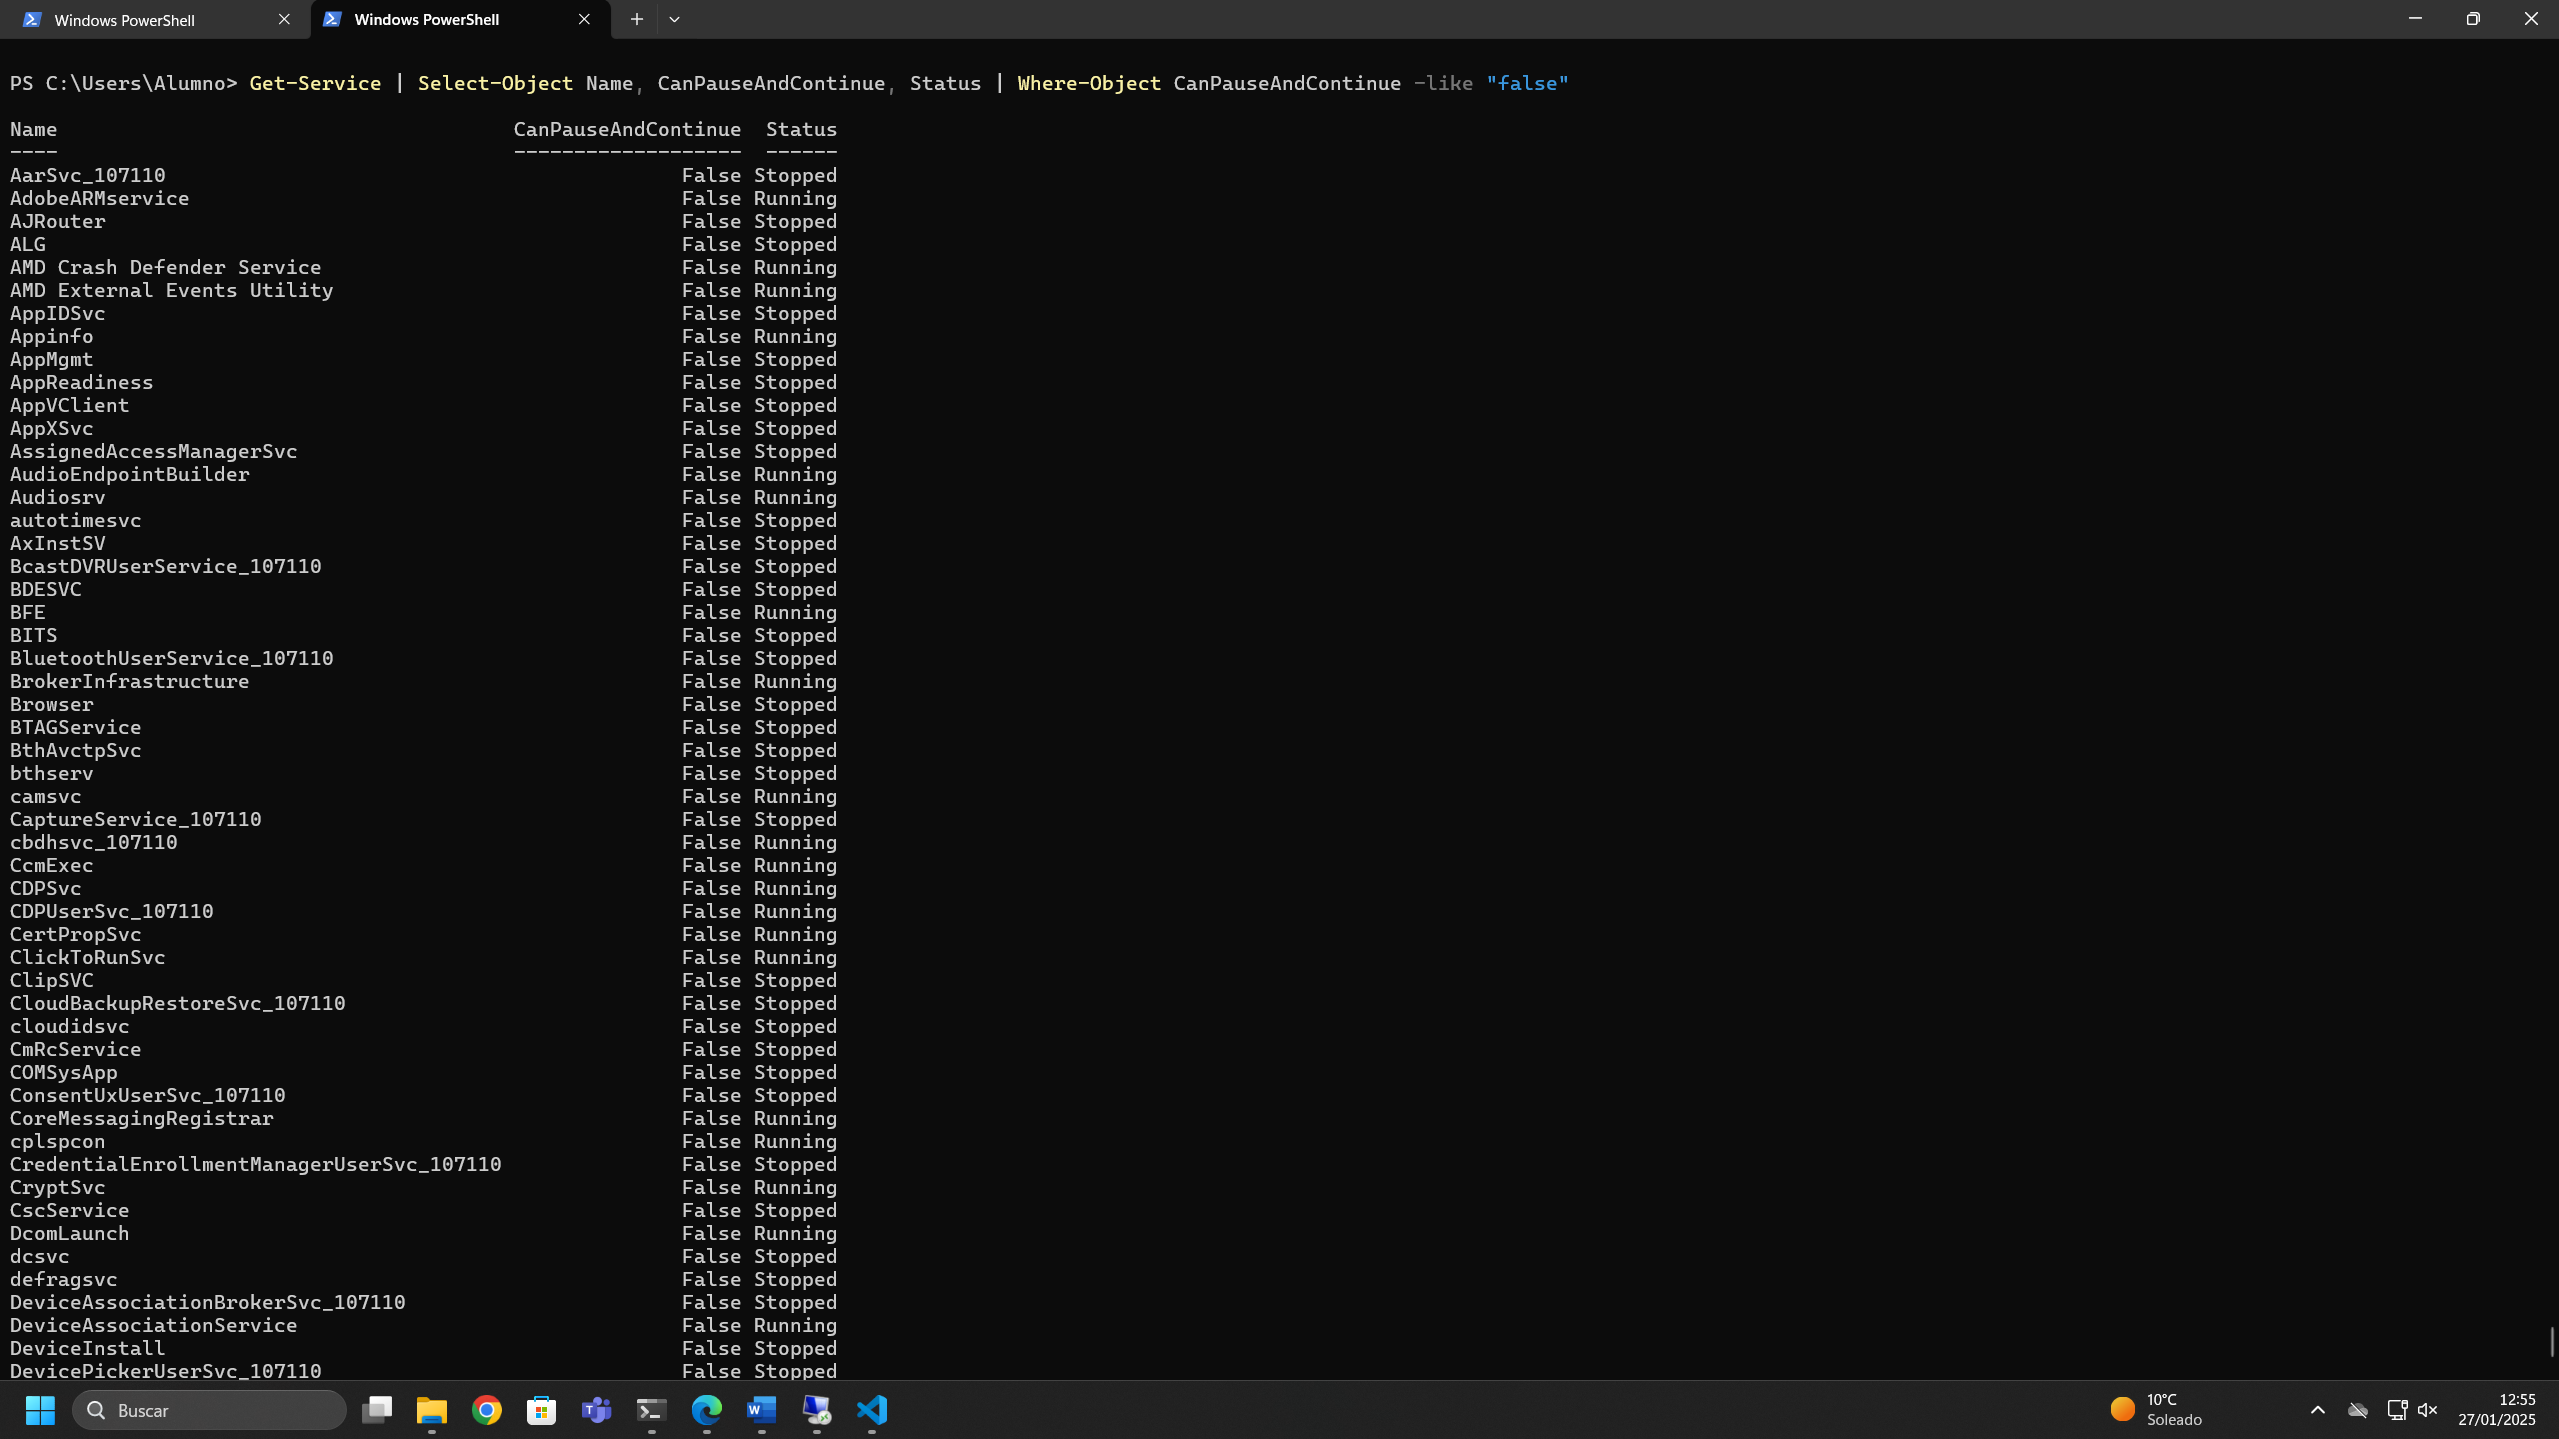 Windows PowerShell
Windows PowerShell
PS C:\Users\Alumno> Get-Service | Select-Object Name, CanPauseAndContinue, Status | Where-Object CanPauseAndContinue -like "false"
Name CanPauseAndContinue Status
---- ------------------- ------
AarSvc_107110 False Stopped
AdobeARMservice False Running
AJRouter False Stopped
ALG False Stopped
AMD Crash Defender Service False Running
AMD External Events Utility False Running
AppIDSvc False Stopped
Appinfo False Running
AppMgmt False Stopped
AppReadiness False Stopped
AppVClient False Stopped
AppXSvc False Stopped
AssignedAccessManagerSvc False Stopped
AudioEndpointBuilder False Running
Audiosrv False Running
autotimesvc False Stopped
AxInstSV False Stopped
BcastDVRUserService_107110 False Stopped
BDESVC False Stopped
BFE False Running
BITS False Stopped
BluetoothUserService_107110 False Stopped
BrokerInfrastructure False Running
Browser False Stopped
BTAGService False Stopped
BthAvctpSvc False Stopped
bthserv False Stopped
camsvc False Running
CaptureService_107110 False Stopped
cbdhsvc_107110 False Running
CcmExec False Running
CDPSvc False Running
CDPUserSvc_107110 False Running
CertPropSvc False Running
ClickToRunSvc False Running
ClipSVC False Stopped
CloudBackupRestoreSvc_107110 False Stopped
cloudidsvc False Stopped
CmRcService False Stopped
COMSysApp False Stopped
ConsentUxUserSvc_107110 False Stopped
CoreMessagingRegistrar False Running
cplspcon False Running
CredentialEnrollmentManagerUserSvc_107110 False Stopped
CryptSvc False Running
CscService False Stopped
DcomLaunch False Running
dcsvc False Stopped
defragsvc False Stopped
DeviceAssociationBrokerSvc_107110 False Stopped
DeviceAssociationService False Running
DeviceInstall False Stopped
DevicePickerUserSvc_107110 False Stopped
Buscar
10°C
Soleado
12:55
27/01/2025